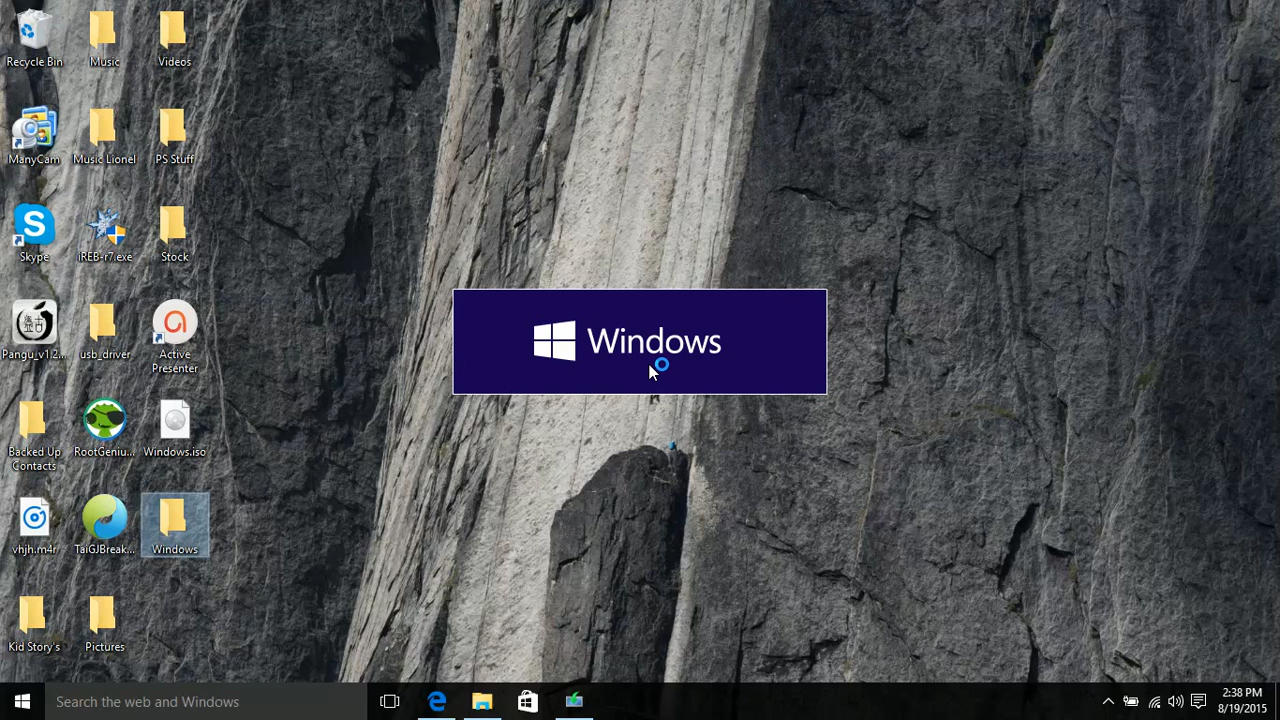 Recycle Bin
Music
Videos
ManyCam
Music Lionel
PS Stuff
S
Skype
iREB-r7.exe
Stock
Pangu_v1.2...
usb_driver
Active
Presenter
Backed Up
Contacts
RootGeniu...
Windows.iso
vhjh.m4r
TaiGJBreak...
Windows
Kid Story's
Pictures
Windows
Search the web and Windows
2:38 PM
8/19/2015